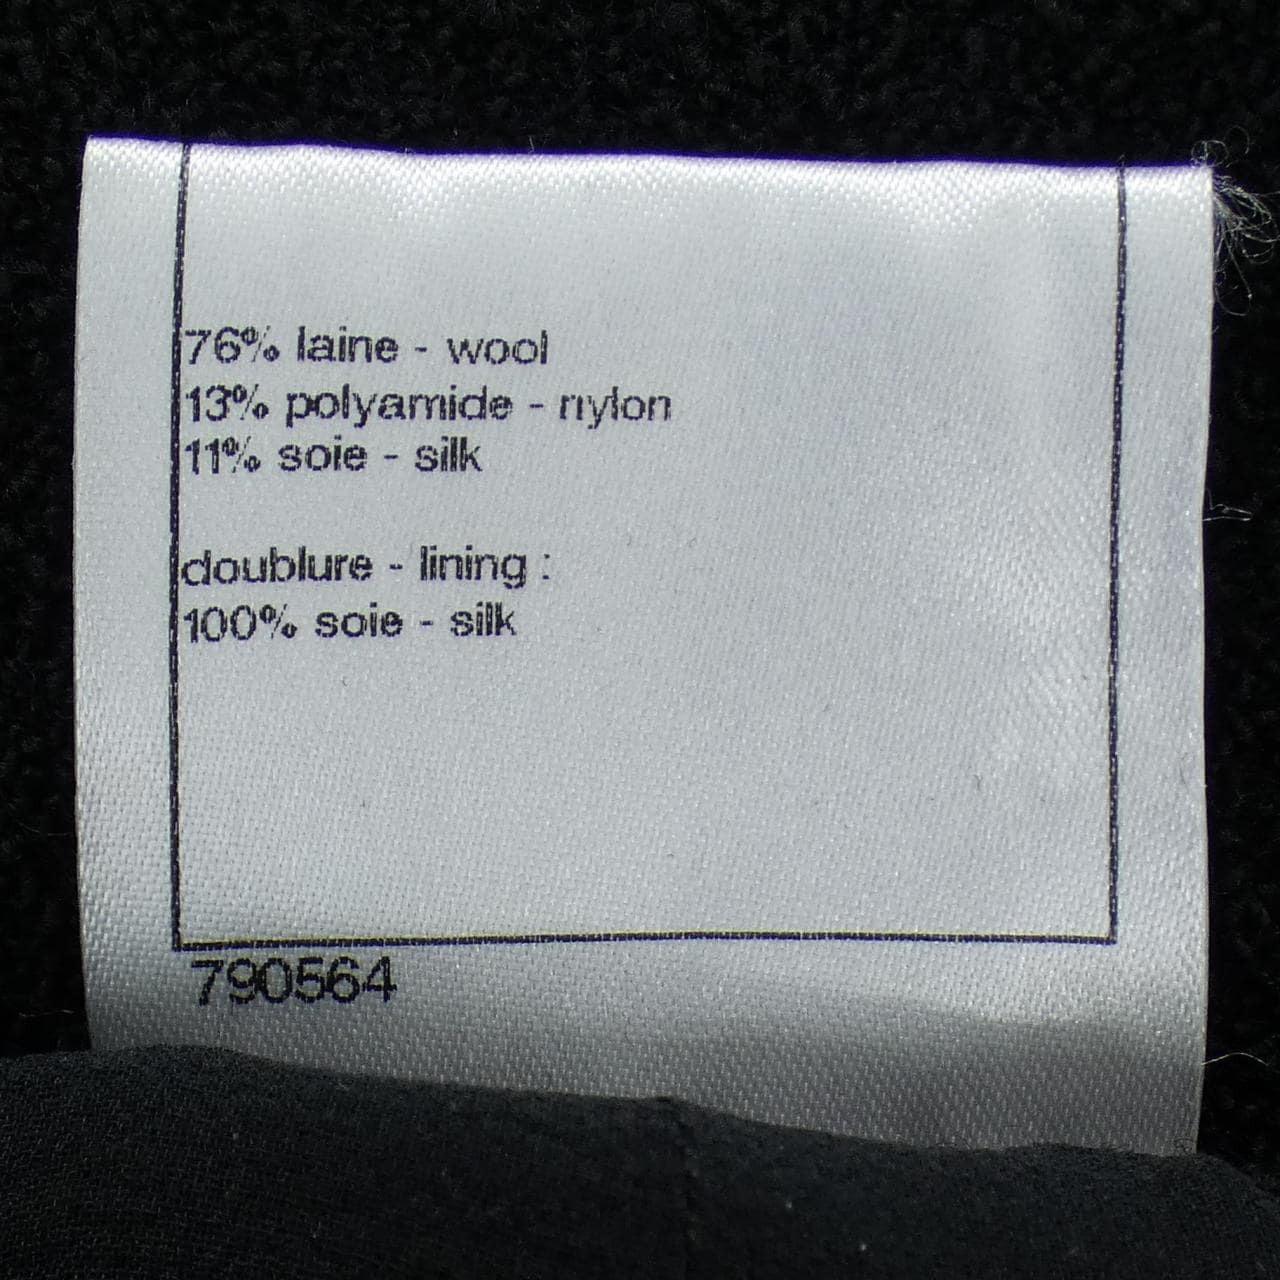 76% laine - wool
13% polyamide - nylon
11% soie - silk
doublure - lining :
100% soie - silk
790564